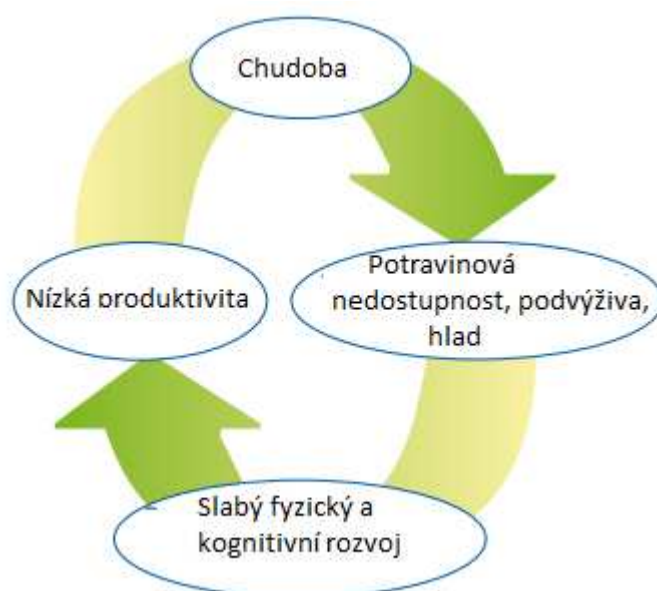 Chudoba
Potravinová
nedostupnost, podvýživa,
hlad
Slabý fyzický a
kognitivní rozvoj
Nízká produktivita